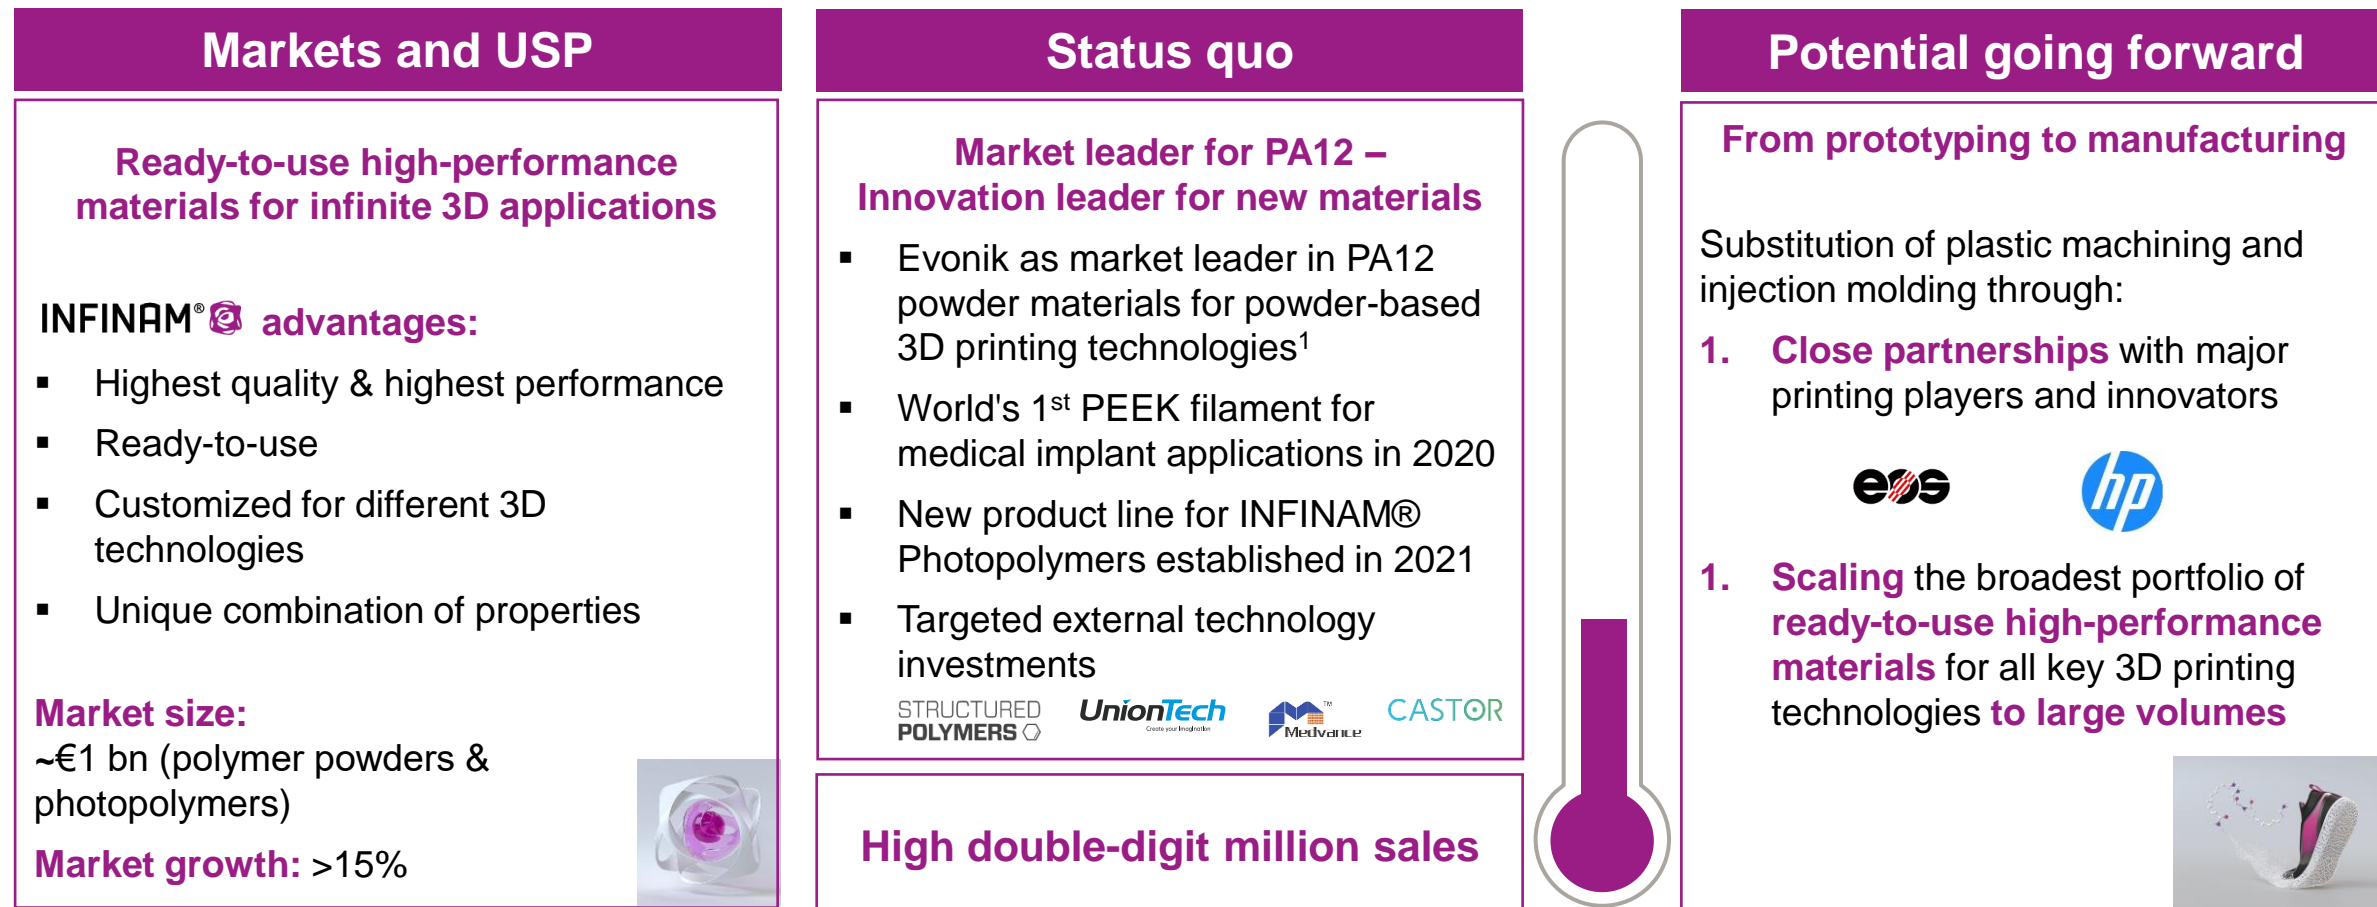 Markets and USP
Ready-to-use high-performance
materials for infinite 3D applications
INFINAM® advantages:
▪ Highest quality & highest performance
▪ Ready-to-use
▪ Customized for different 3D
technologies
▪ Unique combination of properties
Market size:
~€1 bn (polymer powders &
photopolymers)
Market growth: >15%
Status quo
Market leader for PA12 –
Innovation leader for new materials
▪ Evonik as market leader in PA12
powder materials for powder-based
3D printing technologies¹
▪ World's 1st PEEK filament for
medical implant applications in 2020
▪ New product line for INFINAM®
Photopolymers established in 2021
▪ Targeted external technology
investments
STRUCTURED
POLYMERS
UnionTech
Create your Imagination
Medvance™
CASTOR
High double-digit million sales
Potential going forward
From prototyping to manufacturing
Substitution of plastic machining and
injection molding through:
1. Close partnerships with major
printing players and innovators
eos
hp
1. Scaling the broadest portfolio of
ready-to-use high-performance
materials for all key 3D printing
technologies to large volumes